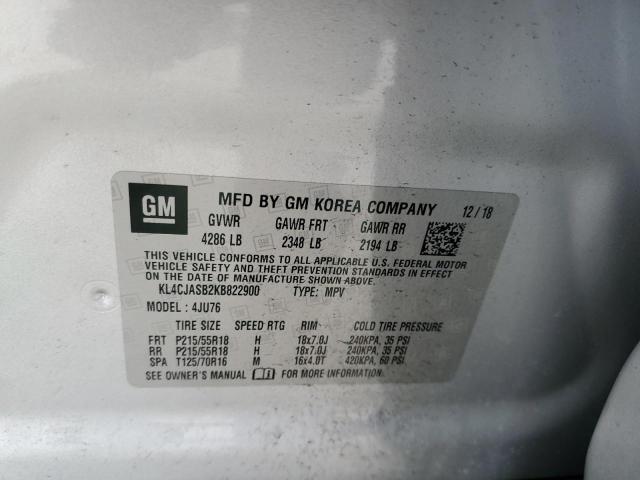 GM MFD BY GM KOREA COMPANY 12/18
GVWR GAWR FRT GAWR RR
4286 LB 2348 LB 2194 LB
THIS VEHICLE CONFORMS TO ALL APPLICABLE U.S. FEDERAL MOTOR
VEHICLE SAFETY AND THEFT PREVENTION STANDARDS IN EFFECT
ON THE DATE OF MANUFACTURE SHOWN ABOVE.
KL4CJASB2KB822900 TYPE: MPV
MODEL: 4JU76
TIRE SIZE SPEED RTG RIM COLD TIRE PRESSURE
FRT P215/55R18 H 18x7.0J 240KPA, 35 PSI
RR P215/55R18 H 18x7.0J 240KPA, 35 PSI
SPA T125/70R16 M 16x4.0T 420KPA, 60 PSI
SEE OWNER'S MANUAL FOR MORE INFORMATION